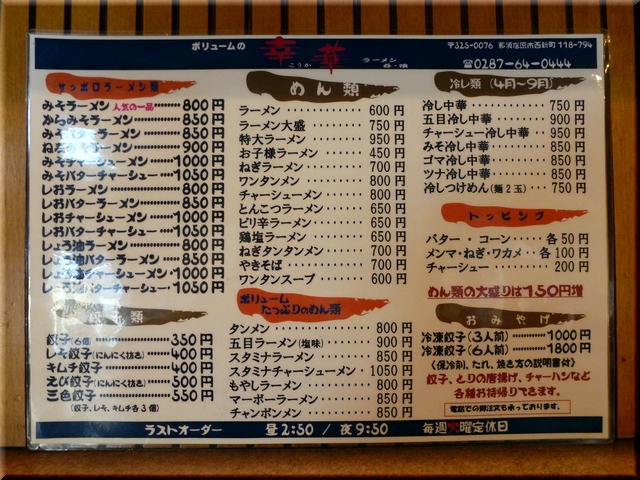 ボリュームの 幸華 こうか ラーメン
〒325-0076 那須塩原市西新町118-794
☎0287-64-0444
サッポロラーメン類
みそラーメン 人気の一品 ……… 800円
からみそラーメン ……… 850円
みそバターラーメン …… 850円
ねぎみそラーメン ……… 900円
みそチャーシューメン …… 1000円
みそバターチャーシュー …… 1050円
しおラーメン ……… 800円
しおバターラーメン ……… 850円
しおチャーシューメン …… 1000円
しおバターチャーシュー …… 1050円
しょう油ラーメン ……… 800円
しょう油バターラーメン …… 850円
しょう油チャーシューメン … 1000円
しょう油バターチャーシュー … 1050円
餃子類
餃子(6個) ……… 350円
しそ餃子(にんにく抜き) …… 400円
キムチ餃子 ……… 400円
えび餃子(にんにく抜き) …… 500円
三色餃子 ……… 550円
(餃子、しそ、キムチ各3個)
めん類
ラーメン ……… 600円
ラーメン大盛 ……… 750円
特大ラーメン ……… 950円
お子様ラーメン ……… 450円
ねぎラーメン ……… 700円
ワンタンメン ……… 800円
チャーシューメン ……… 800円
とんこつラーメン ……… 650円
ピリ辛ラーメン ……… 650円
鶏塩ラーメン ……… 650円
ねぎタンタンメン ……… 700円
やきそば ……… 700円
ワンタンスープ ……… 600円
ボリューム
たっぷりのめん類
タンメン ……… 800円
五目ラーメン(塩味) ……… 900円
スタミナラーメン ……… 850円
スタミナチャーシューメン … 1050円
もやしラーメン ……… 800円
マーボーラーメン ……… 850円
チャンポンメン ……… 850円
冷し類(4月〜9月)
冷し中華 ……… 750円
五目冷し中華 ……… 900円
チャーシュー冷し中華 … 950円
みそ冷し中華 ……… 850円
ゴマ冷し中華 ……… 850円
ツナ冷し中華 ……… 850円
冷しつけめん(麺2玉) … 750円
トッピング
バター・コーン …… 各50円
メンマ・ねぎ・ワカメ ‥ 各100円
チャーシュー ……… 200円
めん類の大盛りは150円増
おみやげ
冷凍餃子(3人前) …… 1000円
冷凍餃子(6人前) …… 1800円
(保冷剤、たれ、焼き方の説明書付)
餃子、とりの唐揚げ、チャーハンなど
各種お持帰りできます。
電話での御注文も承っております。
ラストオーダー 昼2:50 / 夜9:50 毎週火曜定休日